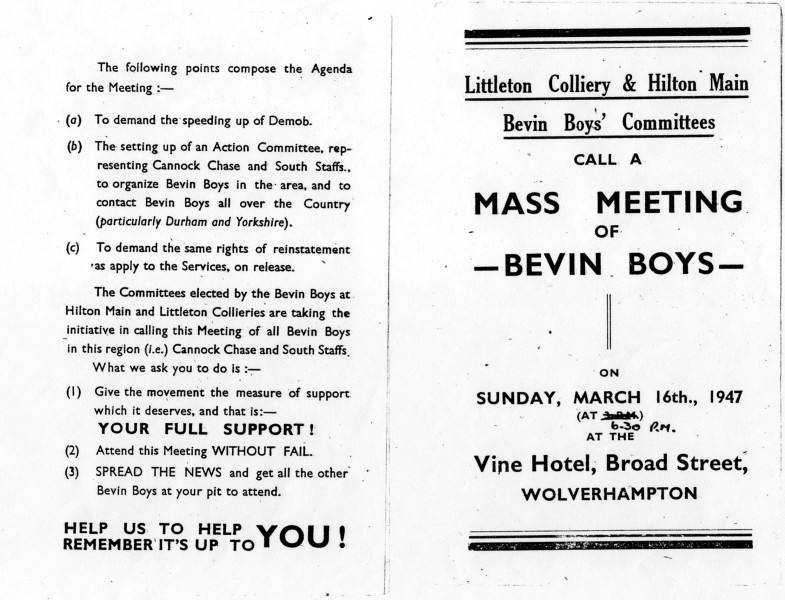 The following points compose the Agenda
for the Meeting :—
(a) To demand the speeding up of Demob.
(b) The setting up of an Action Committee, rep-
resenting Cannock Chase and South Staffs.,
to organize Bevin Boys in the area, and to
contact Bevin Boys all over the Country
(particularly Durham and Yorkshire).
(c) To demand the same rights of reinstatement
as apply to the Services, on release.
The Committees elected by the Bevin Boys at
Hilton Main and Littleton Collieries are taking the
initiative in calling this Meeting of all Bevin Boys
in this region (i.e.) Cannock Chase and South Staffs.
What we ask you to do is :—
(1) Give the movement the measure of support
which it deserves, and that is:—
YOUR FULL SUPPORT !
(2) Attend this Meeting WITHOUT FAIL.
(3) SPREAD THE NEWS and get all the other
Bevin Boys at your pit to attend.
HELP US TO HELP
REMEMBER IT'S UP TO YOU !
Littleton Colliery & Hilton Main
Bevin Boys' Committees
CALL A
MASS MEETING
OF
—BEVIN BOYS—
ON
SUNDAY, MARCH 16th., 1947
(AT 3 P.M.)
6-30 P.M.
AT THE
Vine Hotel, Broad Street,
WOLVERHAMPTON